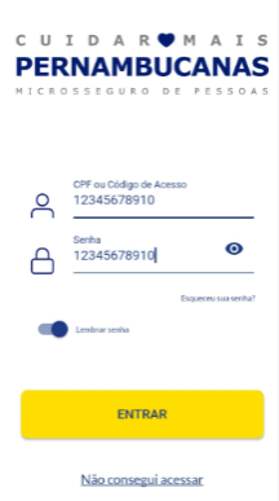 CUIDAR MAIS
PERNAMBUCANAS
MICROSSEGURO DE PESSOAS
CPF ou Código de Acesso
12345678910
Senha
12345678910
Esqueceu sua senha?
Lembrar senha
ENTRAR
Não consegui acessar